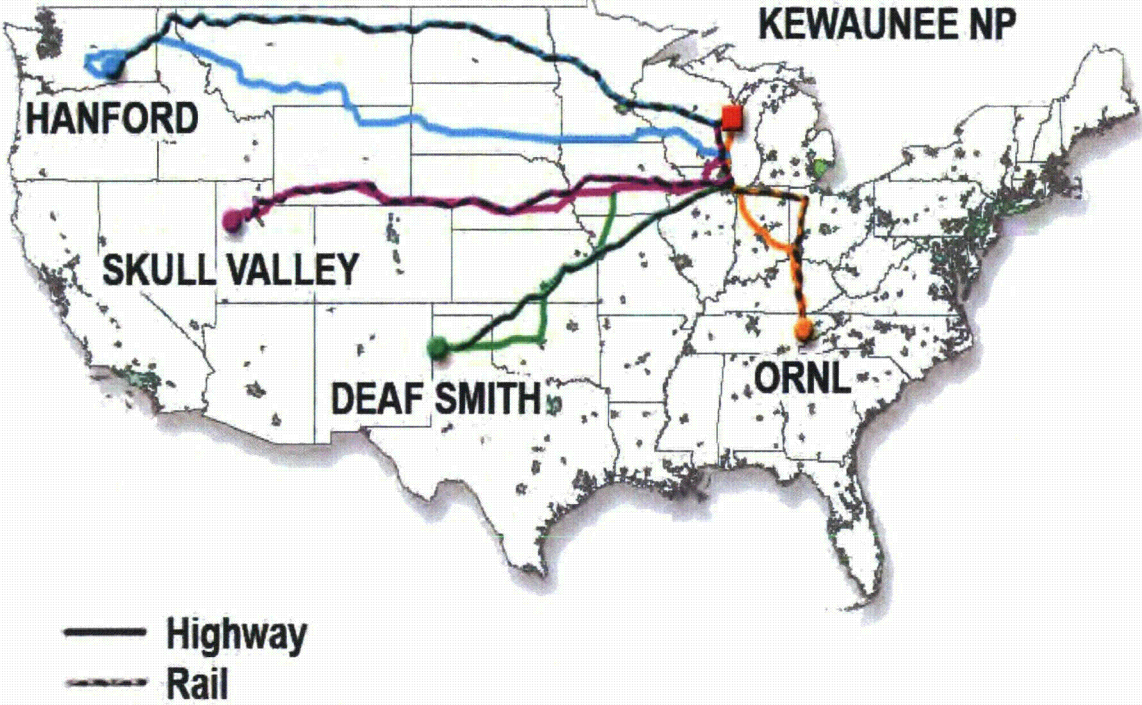 KEWAUNEE NP
HANFORD
SKULL VALLEY
DEAF SMITH
ORNL
Highway
Rail